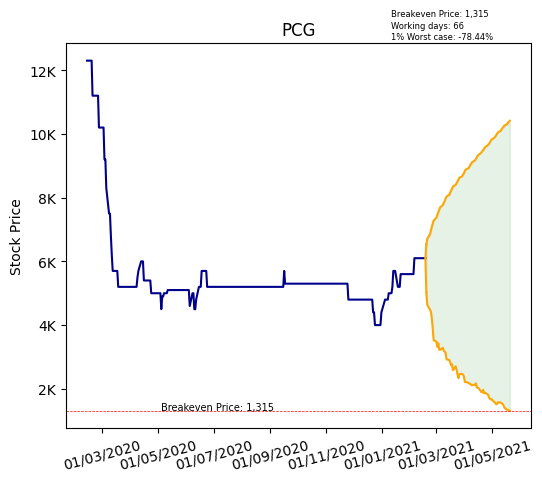 Breakeven Price: 1,315
Working days: 66
1% Worst case: -78.44%
PCG
12K
10K
8K
6K
4K
2K
Stock Price
Breakeven Price: 1,315
01/03/2020
01/05/2020
01/07/2020
01/09/2020
01/11/2020
01/01/2021
01/03/2021
01/05/2021